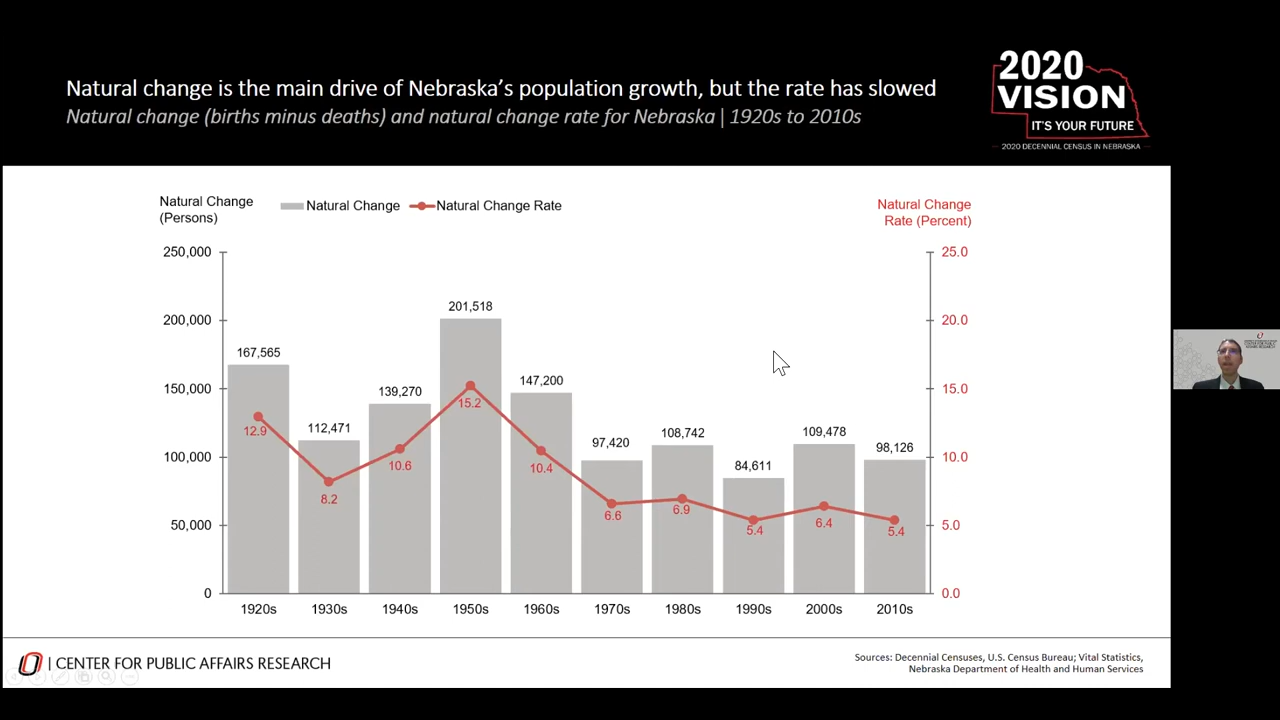 Natural change is the main drive of Nebraska's population growth, but the rate has slowed
Natural change (births minus deaths) and natural change rate for Nebraska | 1920s to 2010s
2020
VISION
IT'S YOUR FUTURE
2020 DECENNIAL CENSUS IN NEBRASKA
Natural Change
(Persons)
Natural Change
Natural Change Rate
Natural Change
Rate (Percent)
250,000
200,000
150,000
100,000
50,000
0
25.0
20.0
15.0
10.0
5.0
0.0
167,565
112,471
139,270
201,518
147,200
97,420
108,742
84,611
109,478
98,126
12.9
8.2
10.6
15.2
10.4
6.6
6.9
5.4
6.4
5.4
1920s
1930s
1940s
1950s
1960s
1970s
1980s
1990s
2000s
2010s
| CENTER FOR PUBLIC AFFAIRS RESEARCH
Sources: Decennial Censuses, U.S. Census Bureau; Vital Statistics,
Nebraska Department of Health and Human Services